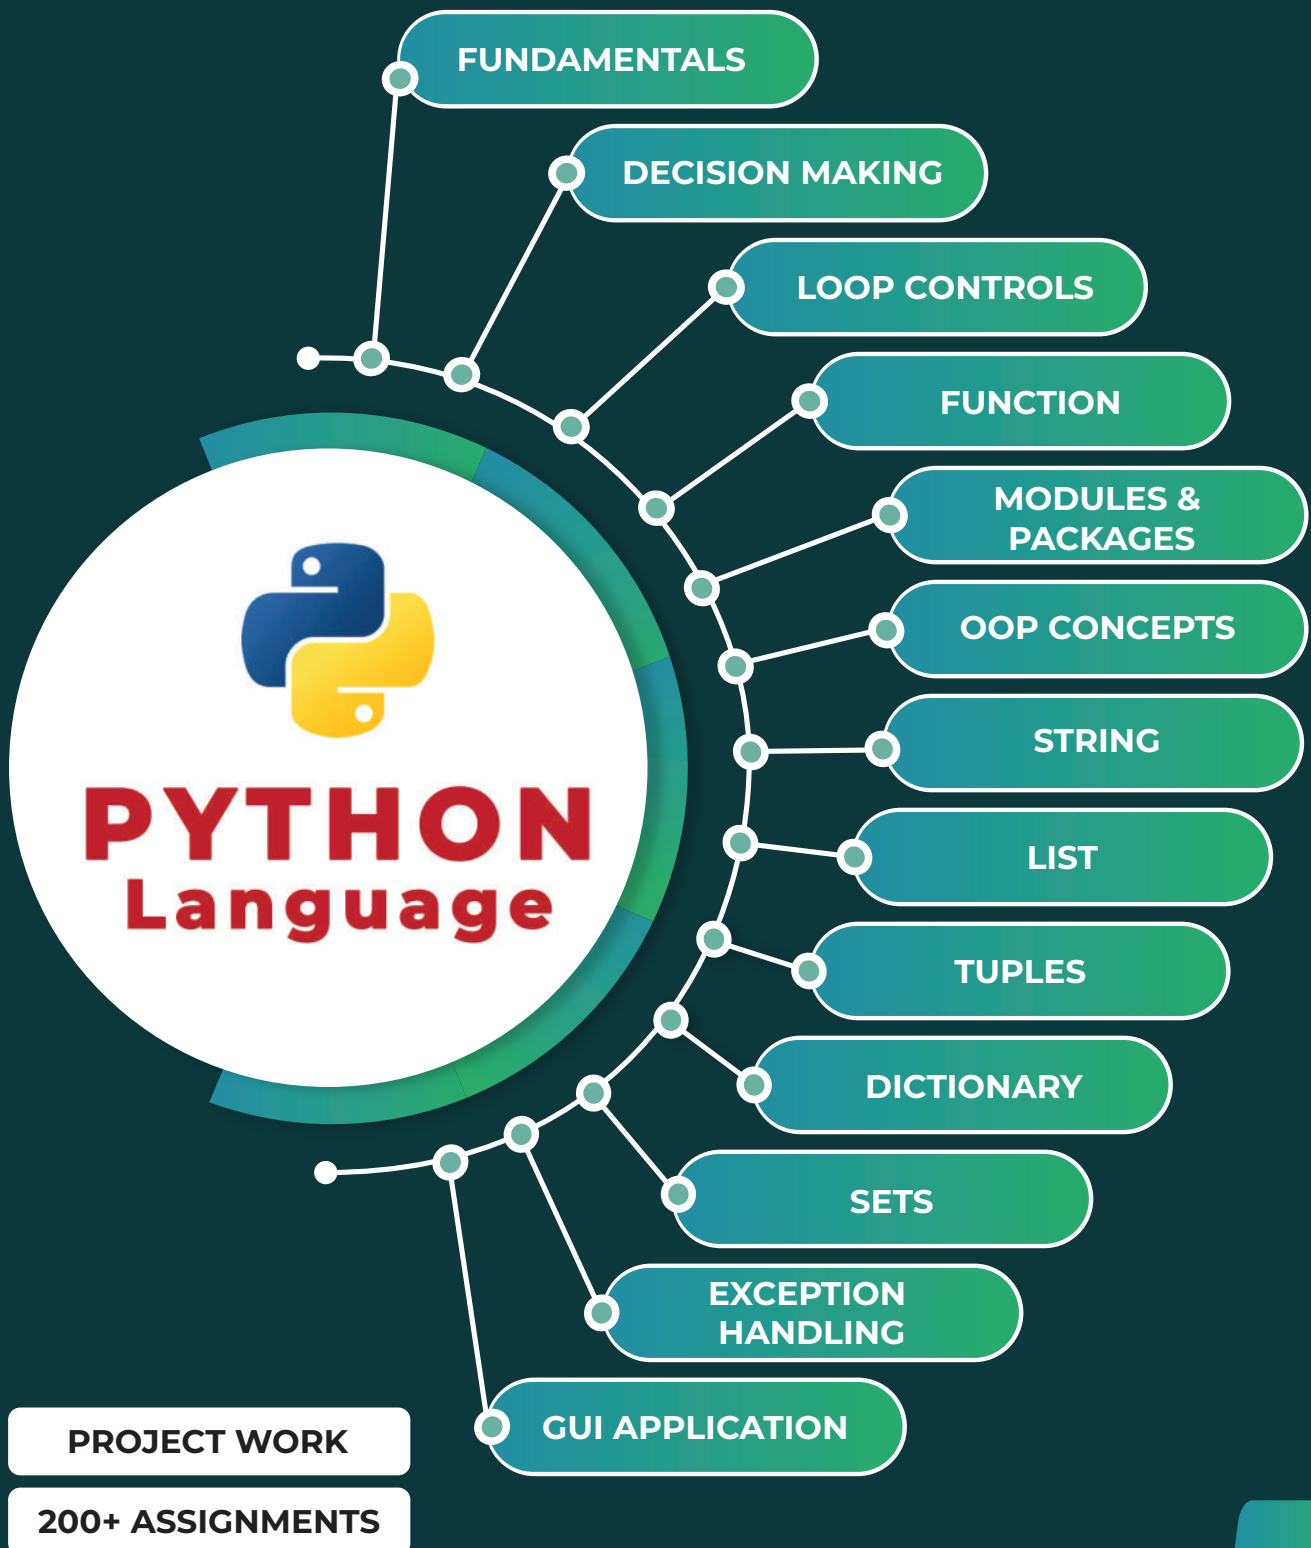 FUNDAMENTALS
DECISION MAKING
LOOP CONTROLS
FUNCTION
MODULES &
PACKAGES
OOP CONCEPTS
STRING
LIST
TUPLES
DICTIONARY
SETS
EXCEPTION
HANDLING
GUI APPLICATION
PYTHON
Language
PROJECT WORK
200+ ASSIGNMENTS